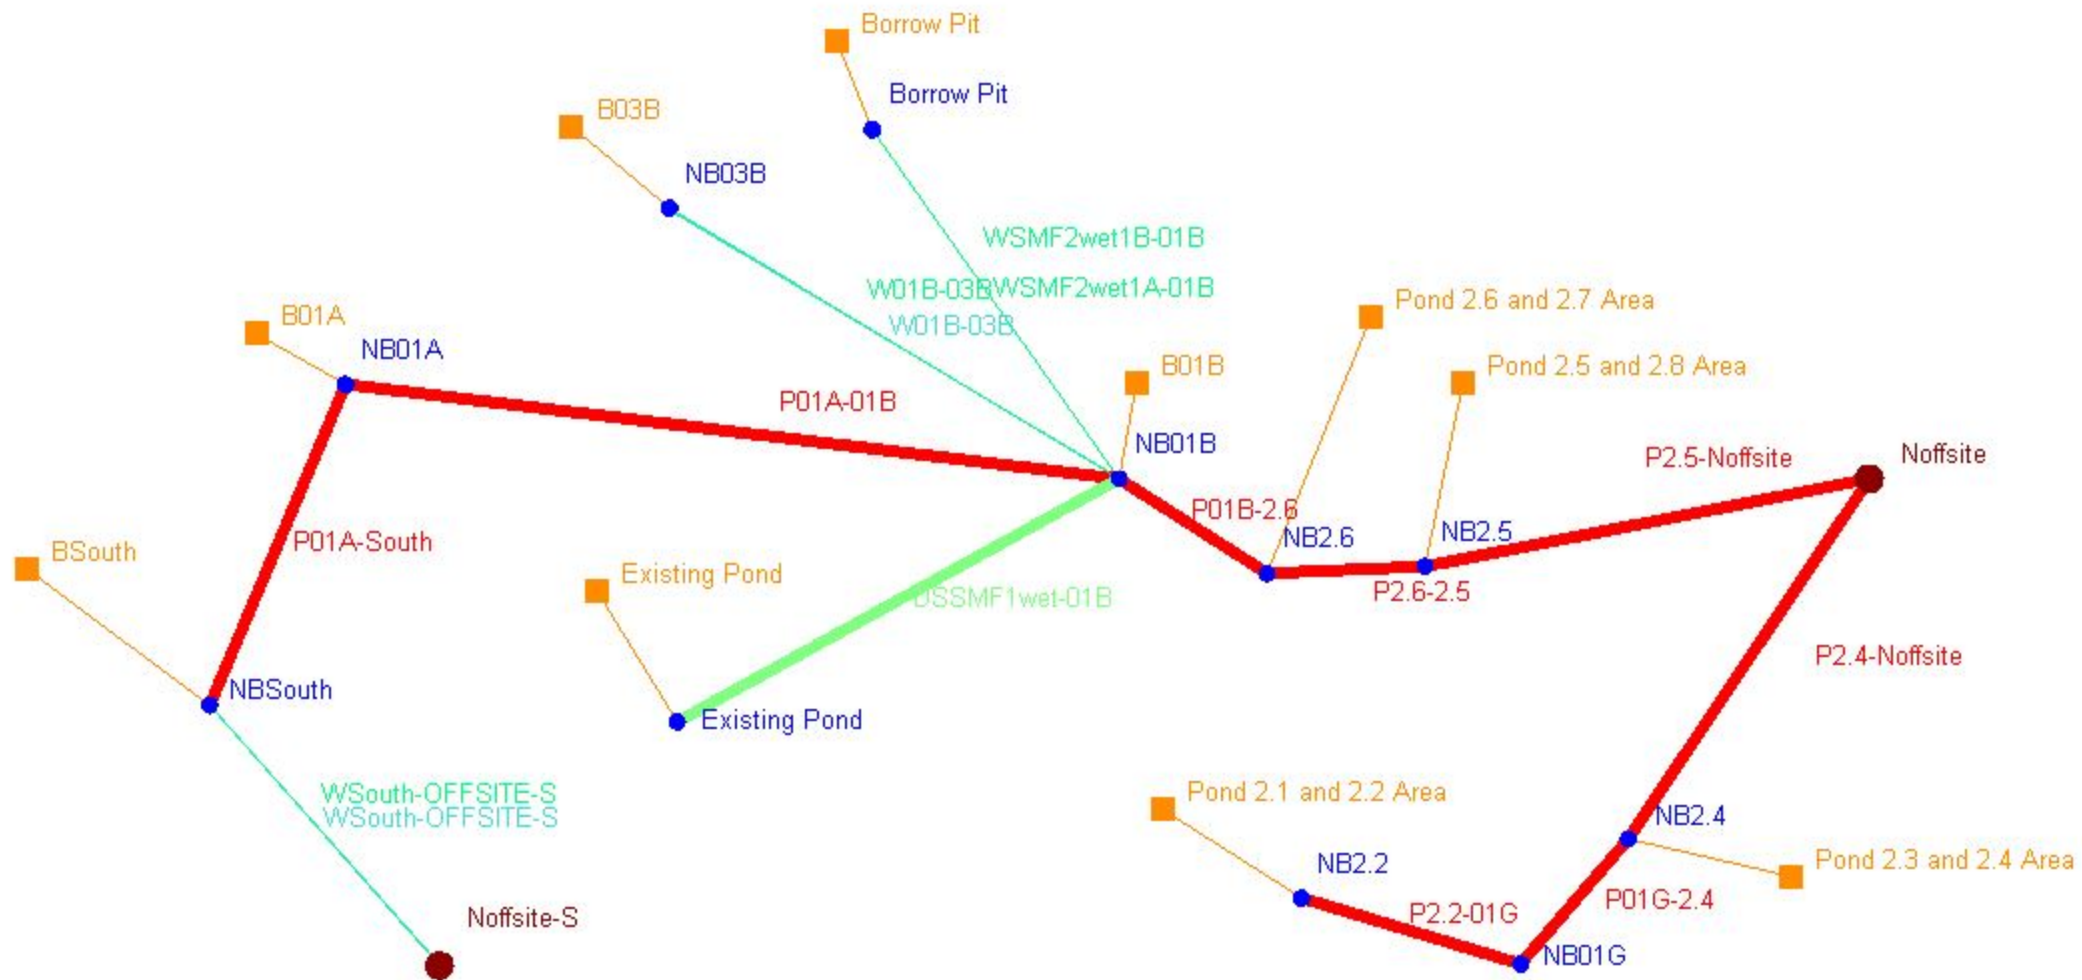 Borrow Pit
Borrow Pit
B03B
NB03B
WSMF2wet1B-01B
W01B-03B
WSMF2wet1A-01B
W01B-03B
Pond 2.6 and 2.7 Area
B01A
NB01A
B01B
Pond 2.5 and 2.8 Area
P01A-01B
NB01B
P2.5-Noffsite
Noffsite
P01B-2.6
NB2.6
NB2.5
P01A-South
BSouth
Existing Pond
DSSMF1wet-01B
P2.6-2.5
P2.4-Noffsite
NBSouth
Existing Pond
WSouth-OFFSITE-S
WSouth-OFFSITE-S
Pond 2.1 and 2.2 Area
NB2.4
NB2.2
Pond 2.3 and 2.4 Area
P01G-2.4
P2.2-01G
Noffsite-S
NB01G